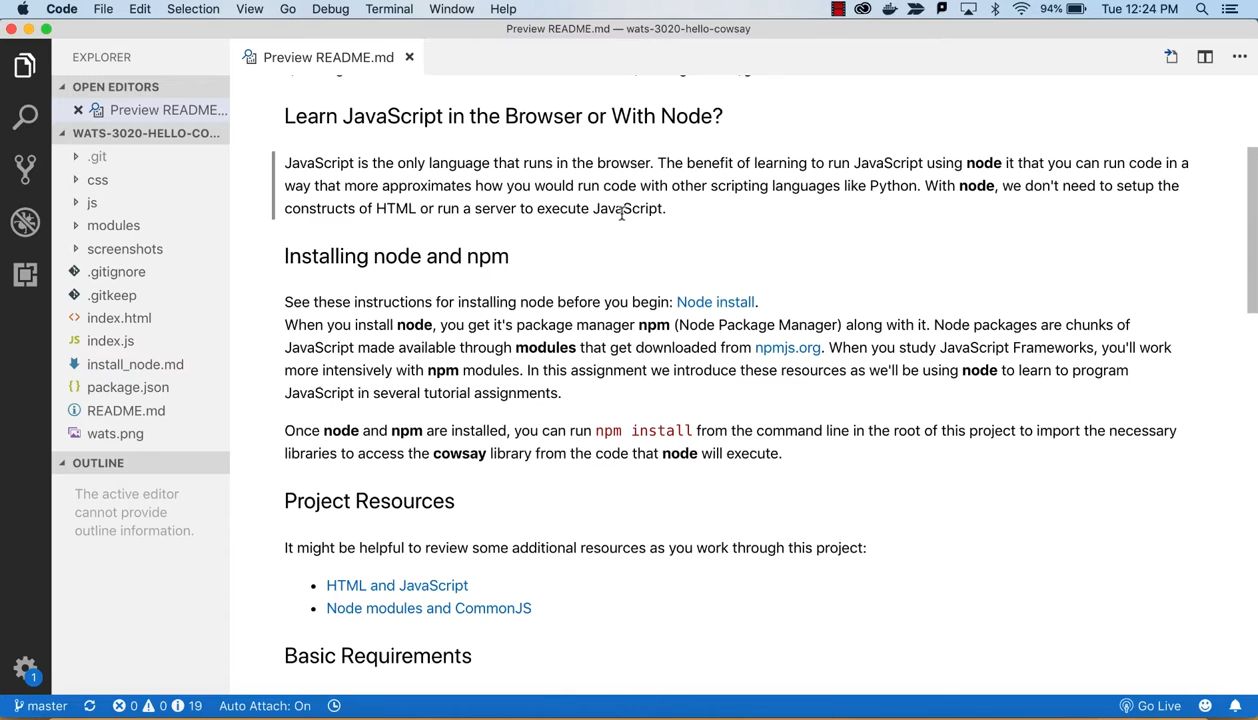 Code File Edit Selection View Go Debug Terminal Window Help 94% Tue 12:24 PM
Preview README.md — wats-3020-hello-cowsay
EXPLORER
Preview README.md
OPEN EDITORS
Preview README...
WATS-3020-HELLO-CO...
.git
css
js
modules
screenshots
.gitignore
.gitkeep
index.html
JS index.js
install_node.md
{} package.json
README.md
wats.png
OUTLINE
The active editor
cannot provide
outline information.
Learn JavaScript in the Browser or With Node?
JavaScript is the only language that runs in the browser. The benefit of learning to run JavaScript using node it that you can run code in a
way that more approximates how you would run code with other scripting languages like Python. With node, we don't need to setup the
constructs of HTML or run a server to execute JavaScript.
Installing node and npm
See these instructions for installing node before you begin: Node install.
When you install node, you get it's package manager npm (Node Package Manager) along with it. Node packages are chunks of
JavaScript made available through modules that get downloaded from npmjs.org. When you study JavaScript Frameworks, you'll work
more intensively with npm modules. In this assignment we introduce these resources as we'll be using node to learn to program
JavaScript in several tutorial assignments.
Once node and npm are installed, you can run npm install from the command line in the root of this project to import the necessary
libraries to access the cowsay library from the code that node will execute.
Project Resources
It might be helpful to review some additional resources as you work through this project:
• HTML and JavaScript
• Node modules and CommonJS
Basic Requirements
1
master 0 0 19 Auto Attach: On Go Live